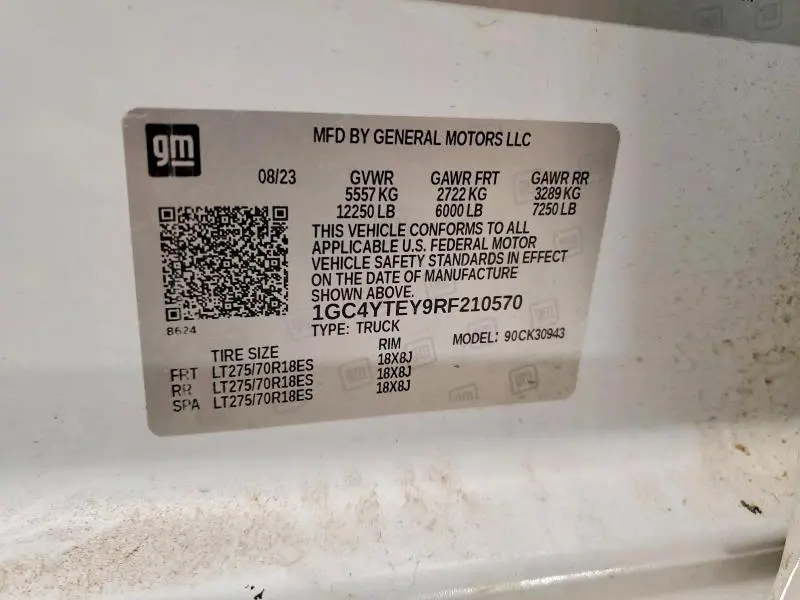 gm
MFD BY GENERAL MOTORS LLC
08/23 GVWR GAWR FRT GAWR RR
5557 KG 2722 KG 3289 KG
12250 LB 6000 LB 7250 LB
THIS VEHICLE CONFORMS TO ALL
APPLICABLE U.S. FEDERAL MOTOR
VEHICLE SAFETY STANDARDS IN EFFECT
ON THE DATE OF MANUFACTURE
SHOWN ABOVE.
1GC4YTEY9RF210570
8624
TYPE: TRUCK MODEL: 90CK30943
TIRE SIZE RIM
FRT LT275/70R18ES 18X8J
RR LT275/70R18ES 18X8J
SPA LT275/70R18ES 18X8J